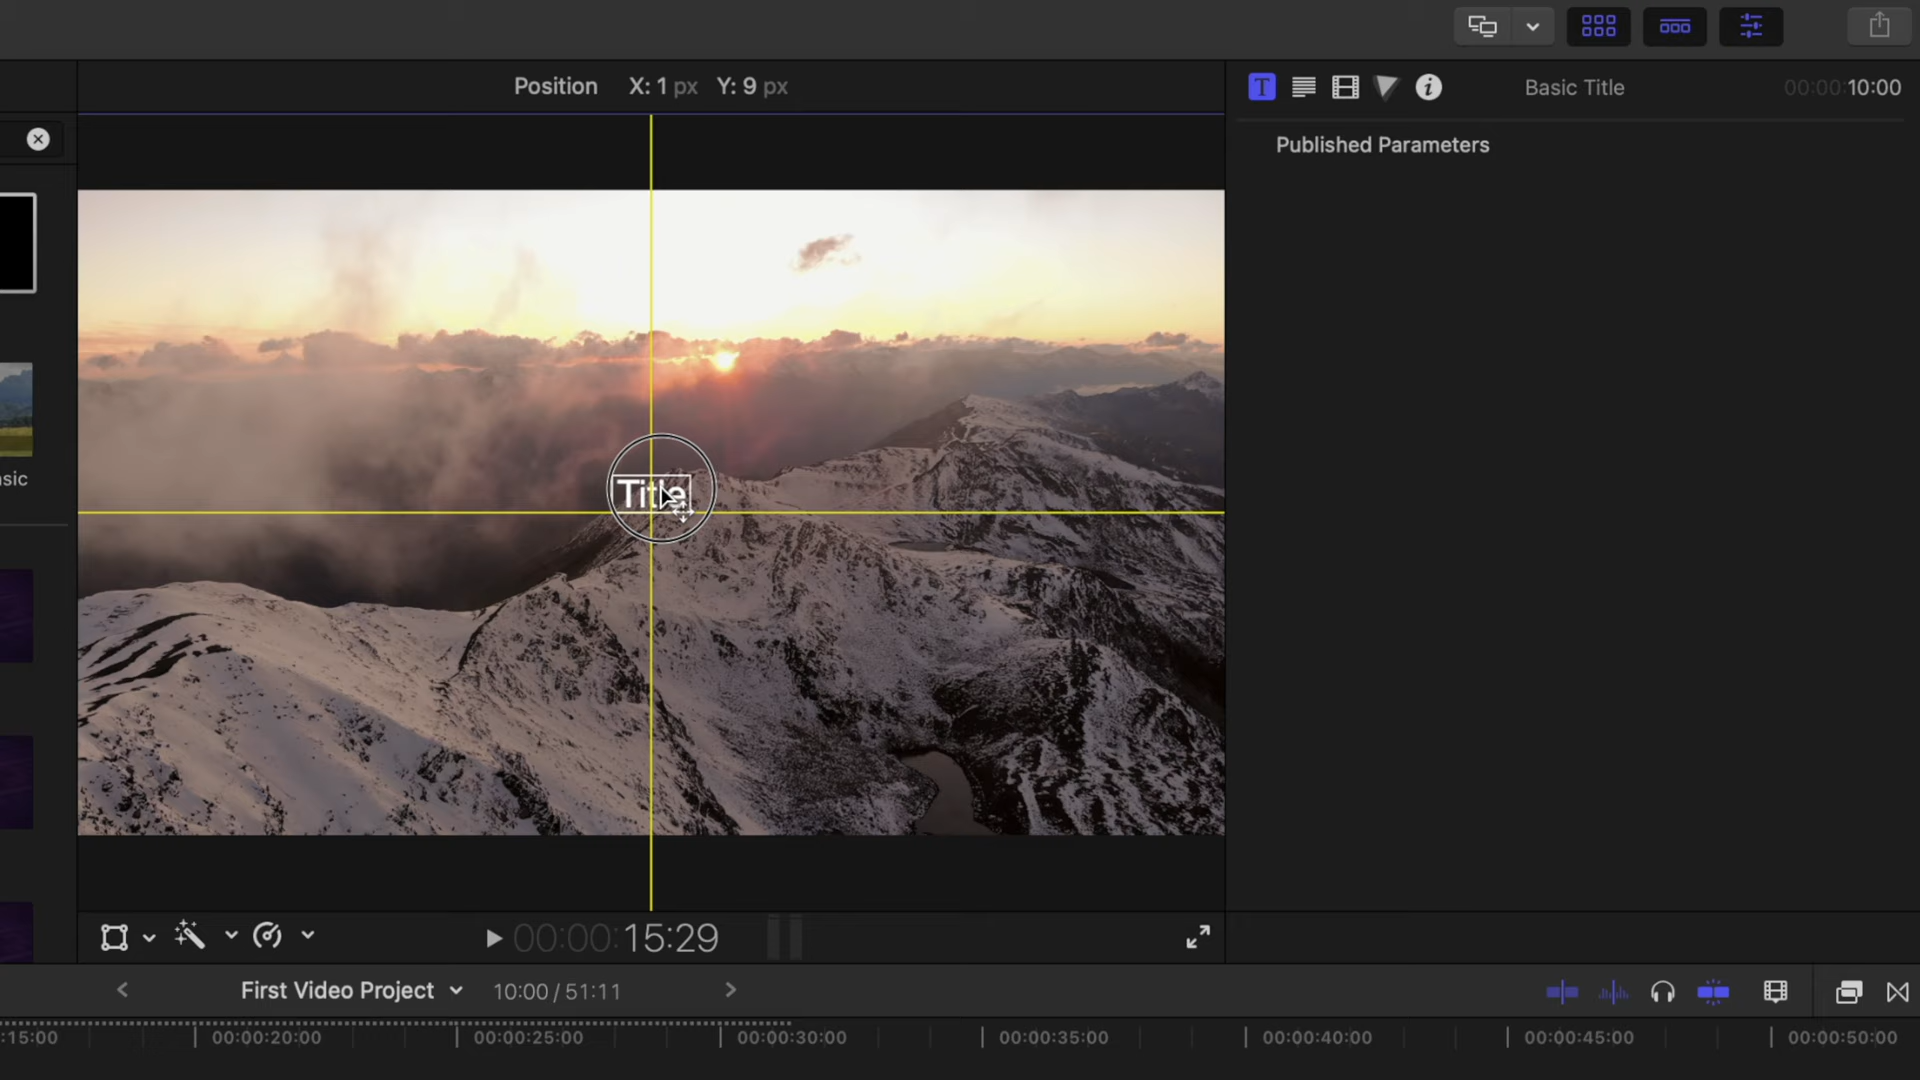 Position X: 1 px Y: 9 px
T
i
Basic Title
00:00:10:00
Published Parameters
Title
sic
00:00:15:29
First Video Project
10:00 / 51:11
:15:00
00:00:20:00
00:00:25:00
00:00:30:00
00:00:35:00
00:00:40:00
00:00:45:00
00:00:50:00